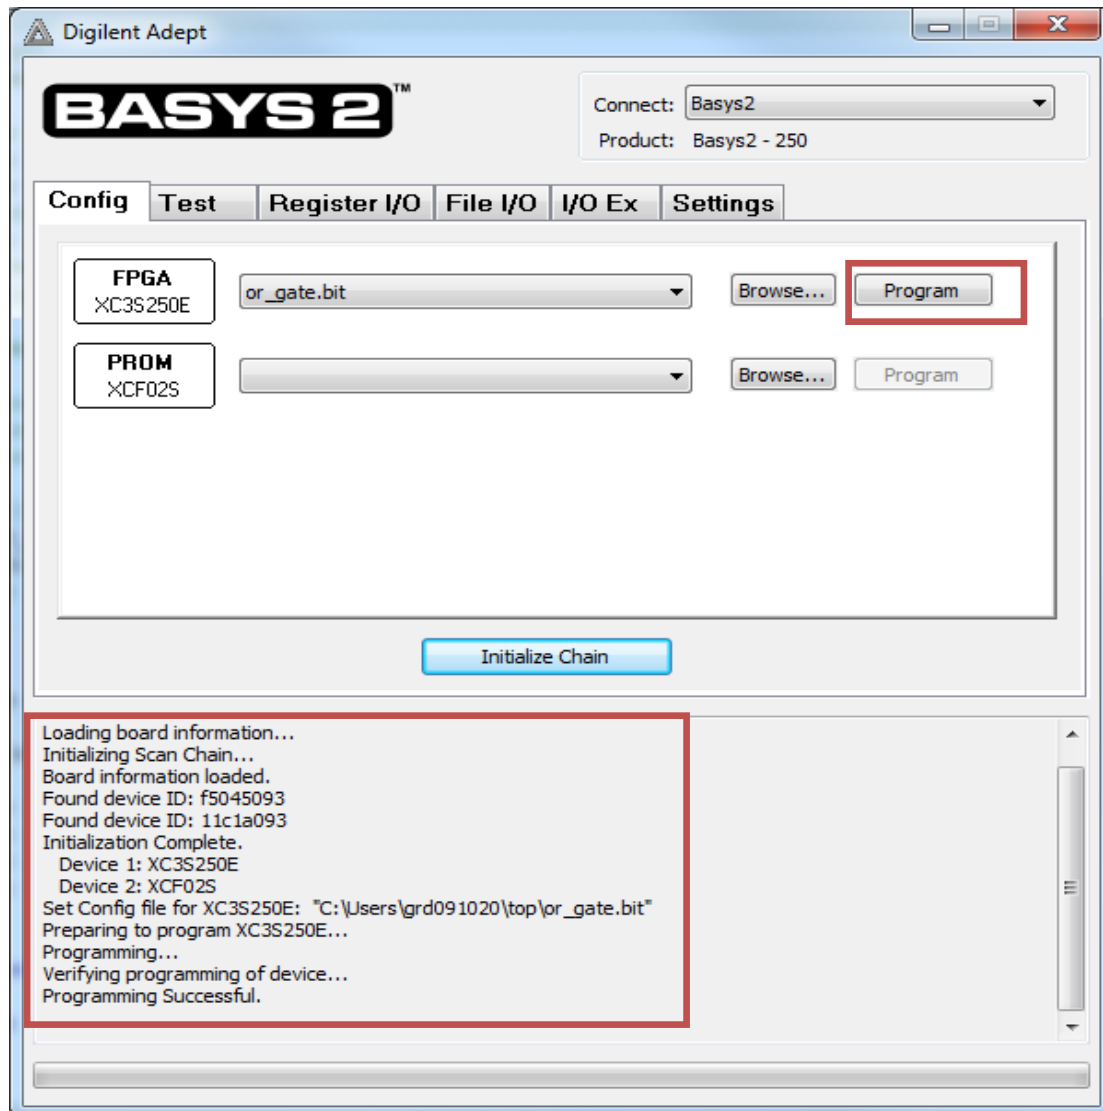 Digilent Adept
BASYS 2™
Connect: Basys2
Product: Basys2 - 250
Config Test Register I/O File I/O I/O Ex Settings
FPGA
XC3S250E
or_gate.bit
Browse...
Program
PROM
XCF02S
Browse...
Program
Initialize Chain
Loading board information...
Initializing Scan Chain...
Board information loaded.
Found device ID: f5045093
Found device ID: 11c1a093
Initialization Complete.
Device 1: XC3S250E
Device 2: XCF02S
Set Config file for XC3S250E: "C:\Users\grd091020\top\or_gate.bit"
Preparing to program XC3S250E...
Programming...
Verifying programming of device...
Programming Successful.